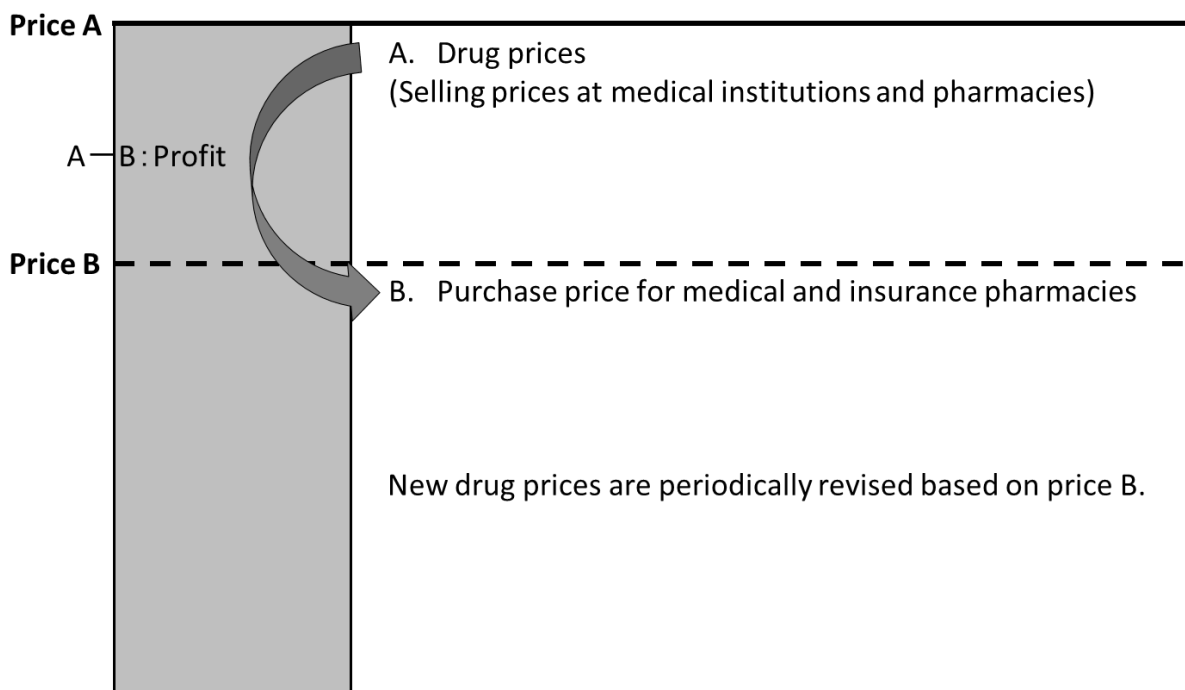 Price A
A. Drug prices
(Selling prices at medical institutions and pharmacies)
A—B : Profit
Price B
B. Purchase price for medical and insurance pharmacies
New drug prices are periodically revised based on price B.